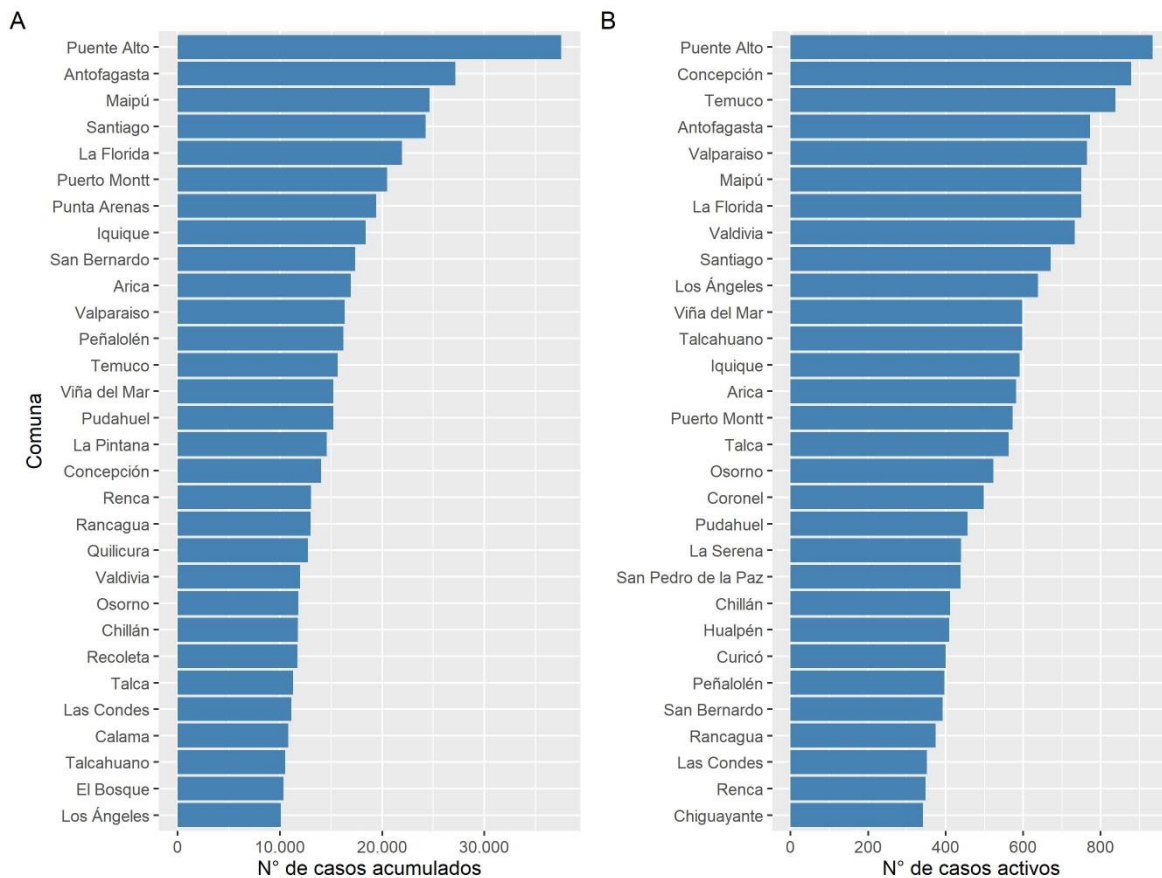 A
Puente Alto
Antofagasta
Maipú
Santiago
La Florida
Puerto Montt
Punta Arenas
Iquique
San Bernardo
Arica
Valparaiso
Peñalolén
Temuco
Viña del Mar
Pudahuel
La Pintana
Concepción
Renca
Rancagua
Quilicura
Valdivia
Osorno
Chillán
Recoleta
Talca
Las Condes
Calama
Talcahuano
El Bosque
Los Ángeles
Comuna
0 10.000 20.000 30.000
N° de casos acumulados
B
Puente Alto
Concepción
Temuco
Antofagasta
Valparaiso
Maipú
La Florida
Valdivia
Santiago
Los Ángeles
Viña del Mar
Talcahuano
Iquique
Arica
Puerto Montt
Talca
Osorno
Coronel
Pudahuel
La Serena
San Pedro de la Paz
Chillán
Hualpén
Curicó
Peñalolén
San Bernardo
Rancagua
Las Condes
Renca
Chiguayante
0 200 400 600 800
N° de casos activos